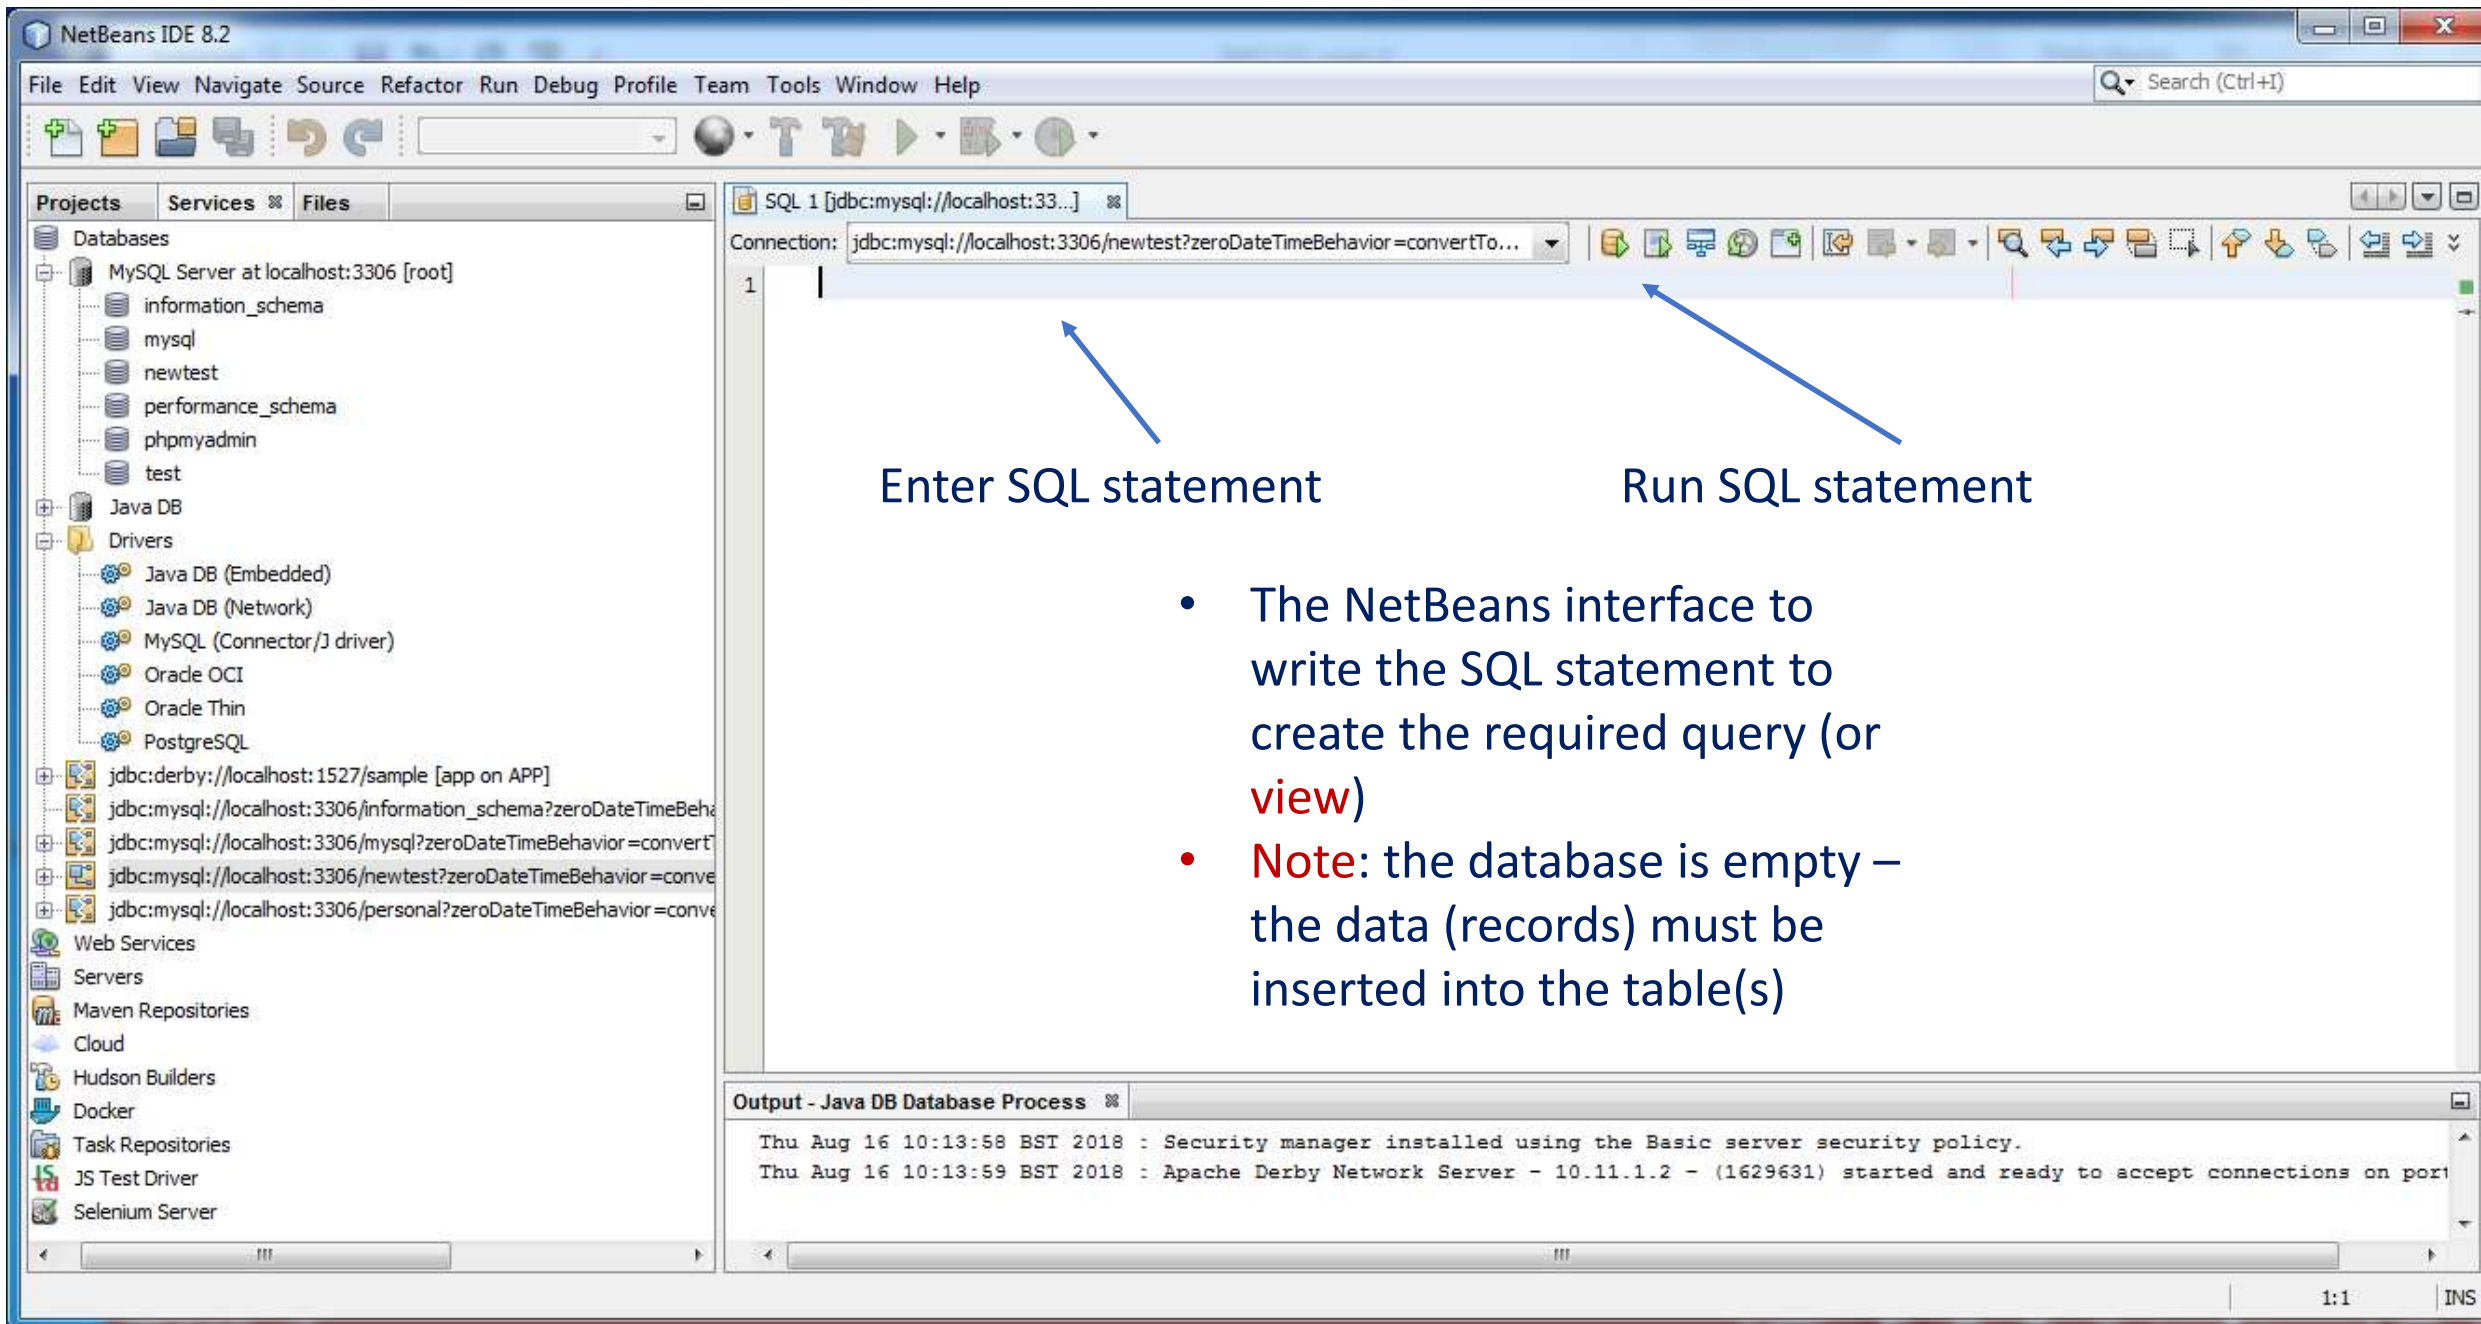 NetBeans IDE 8.2
File Edit View Navigate Source Refactor Run Debug Profile Team Tools Window Help
Search (Ctrl+I)
Projects Services Files
SQL 1 [jdbc:mysql://localhost:33...]
Connection: jdbc:mysql://localhost:3306/newtest?zeroDateTimeBehavior=convertTo...
1
Databases
MySQL Server at localhost:3306 [root]
information_schema
mysql
newtest
performance_schema
phpmyadmin
test
Java DB
Drivers
Java DB (Embedded)
Java DB (Network)
MySQL (Connector/J driver)
Oracle OCI
Oracle Thin
PostgreSQL
jdbc:derby://localhost:1527/sample [app on APP]
jdbc:mysql://localhost:3306/information_schema?zeroDateTimeBeha
jdbc:mysql://localhost:3306/mysql?zeroDateTimeBehavior=convertT
jdbc:mysql://localhost:3306/newtest?zeroDateTimeBehavior=conve
jdbc:mysql://localhost:3306/personal?zeroDateTimeBehavior=conve
Web Services
Servers
Maven Repositories
Cloud
Hudson Builders
Docker
Task Repositories
JS Test Driver
Selenium Server
Enter SQL statement
Run SQL statement
• The NetBeans interface to
write the SQL statement to
create the required query (or
view)
• Note: the database is empty –
the data (records) must be
inserted into the table(s)
Output - Java DB Database Process
Thu Aug 16 10:13:58 BST 2018 : Security manager installed using the Basic server security policy.
Thu Aug 16 10:13:59 BST 2018 : Apache Derby Network Server - 10.11.1.2 - (1629631) started and ready to accept connections on port
1:1 INS